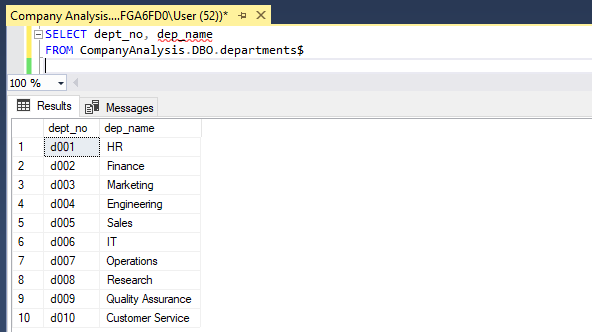 Company Analysis....FGA6FD0\User (52))*
SELECT dept_no, dep_name
FROM CompanyAnalysis.DBO.departments$
100 %
Results Messages
dept_no dep_name
1 d001 HR
2 d002 Finance
3 d003 Marketing
4 d004 Engineering
5 d005 Sales
6 d006 IT
7 d007 Operations
8 d008 Research
9 d009 Quality Assurance
10 d010 Customer Service